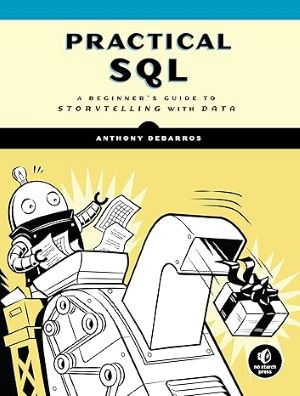 PRACTICAL
SQL
A BEGINNER'S GUIDE TO
STORYTELLING WITH DATA
ANTHONY DEBARROS
no starch
press